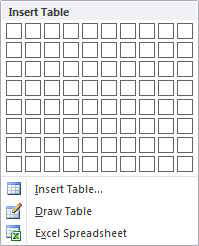 Insert Table
Insert Table...
Draw Table
Excel Spreadsheet